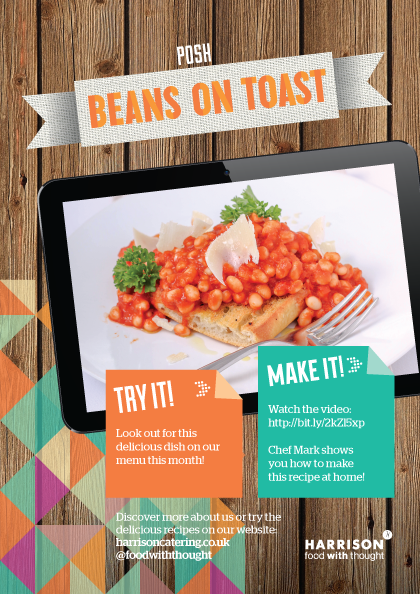 POSH
BEANS ON TOAST
TRY IT!
Look out for this
delicious dish on our
menu this month!
MAKE IT!
Watch the video:
http://bit.ly/2kZl5xp
Chef Mark shows
you how to make
this recipe at home!
Discover more about us or try the
delicious recipes on our website:
harrisoncatering.co.uk
@foodwiththought
HARRISON
food with thought